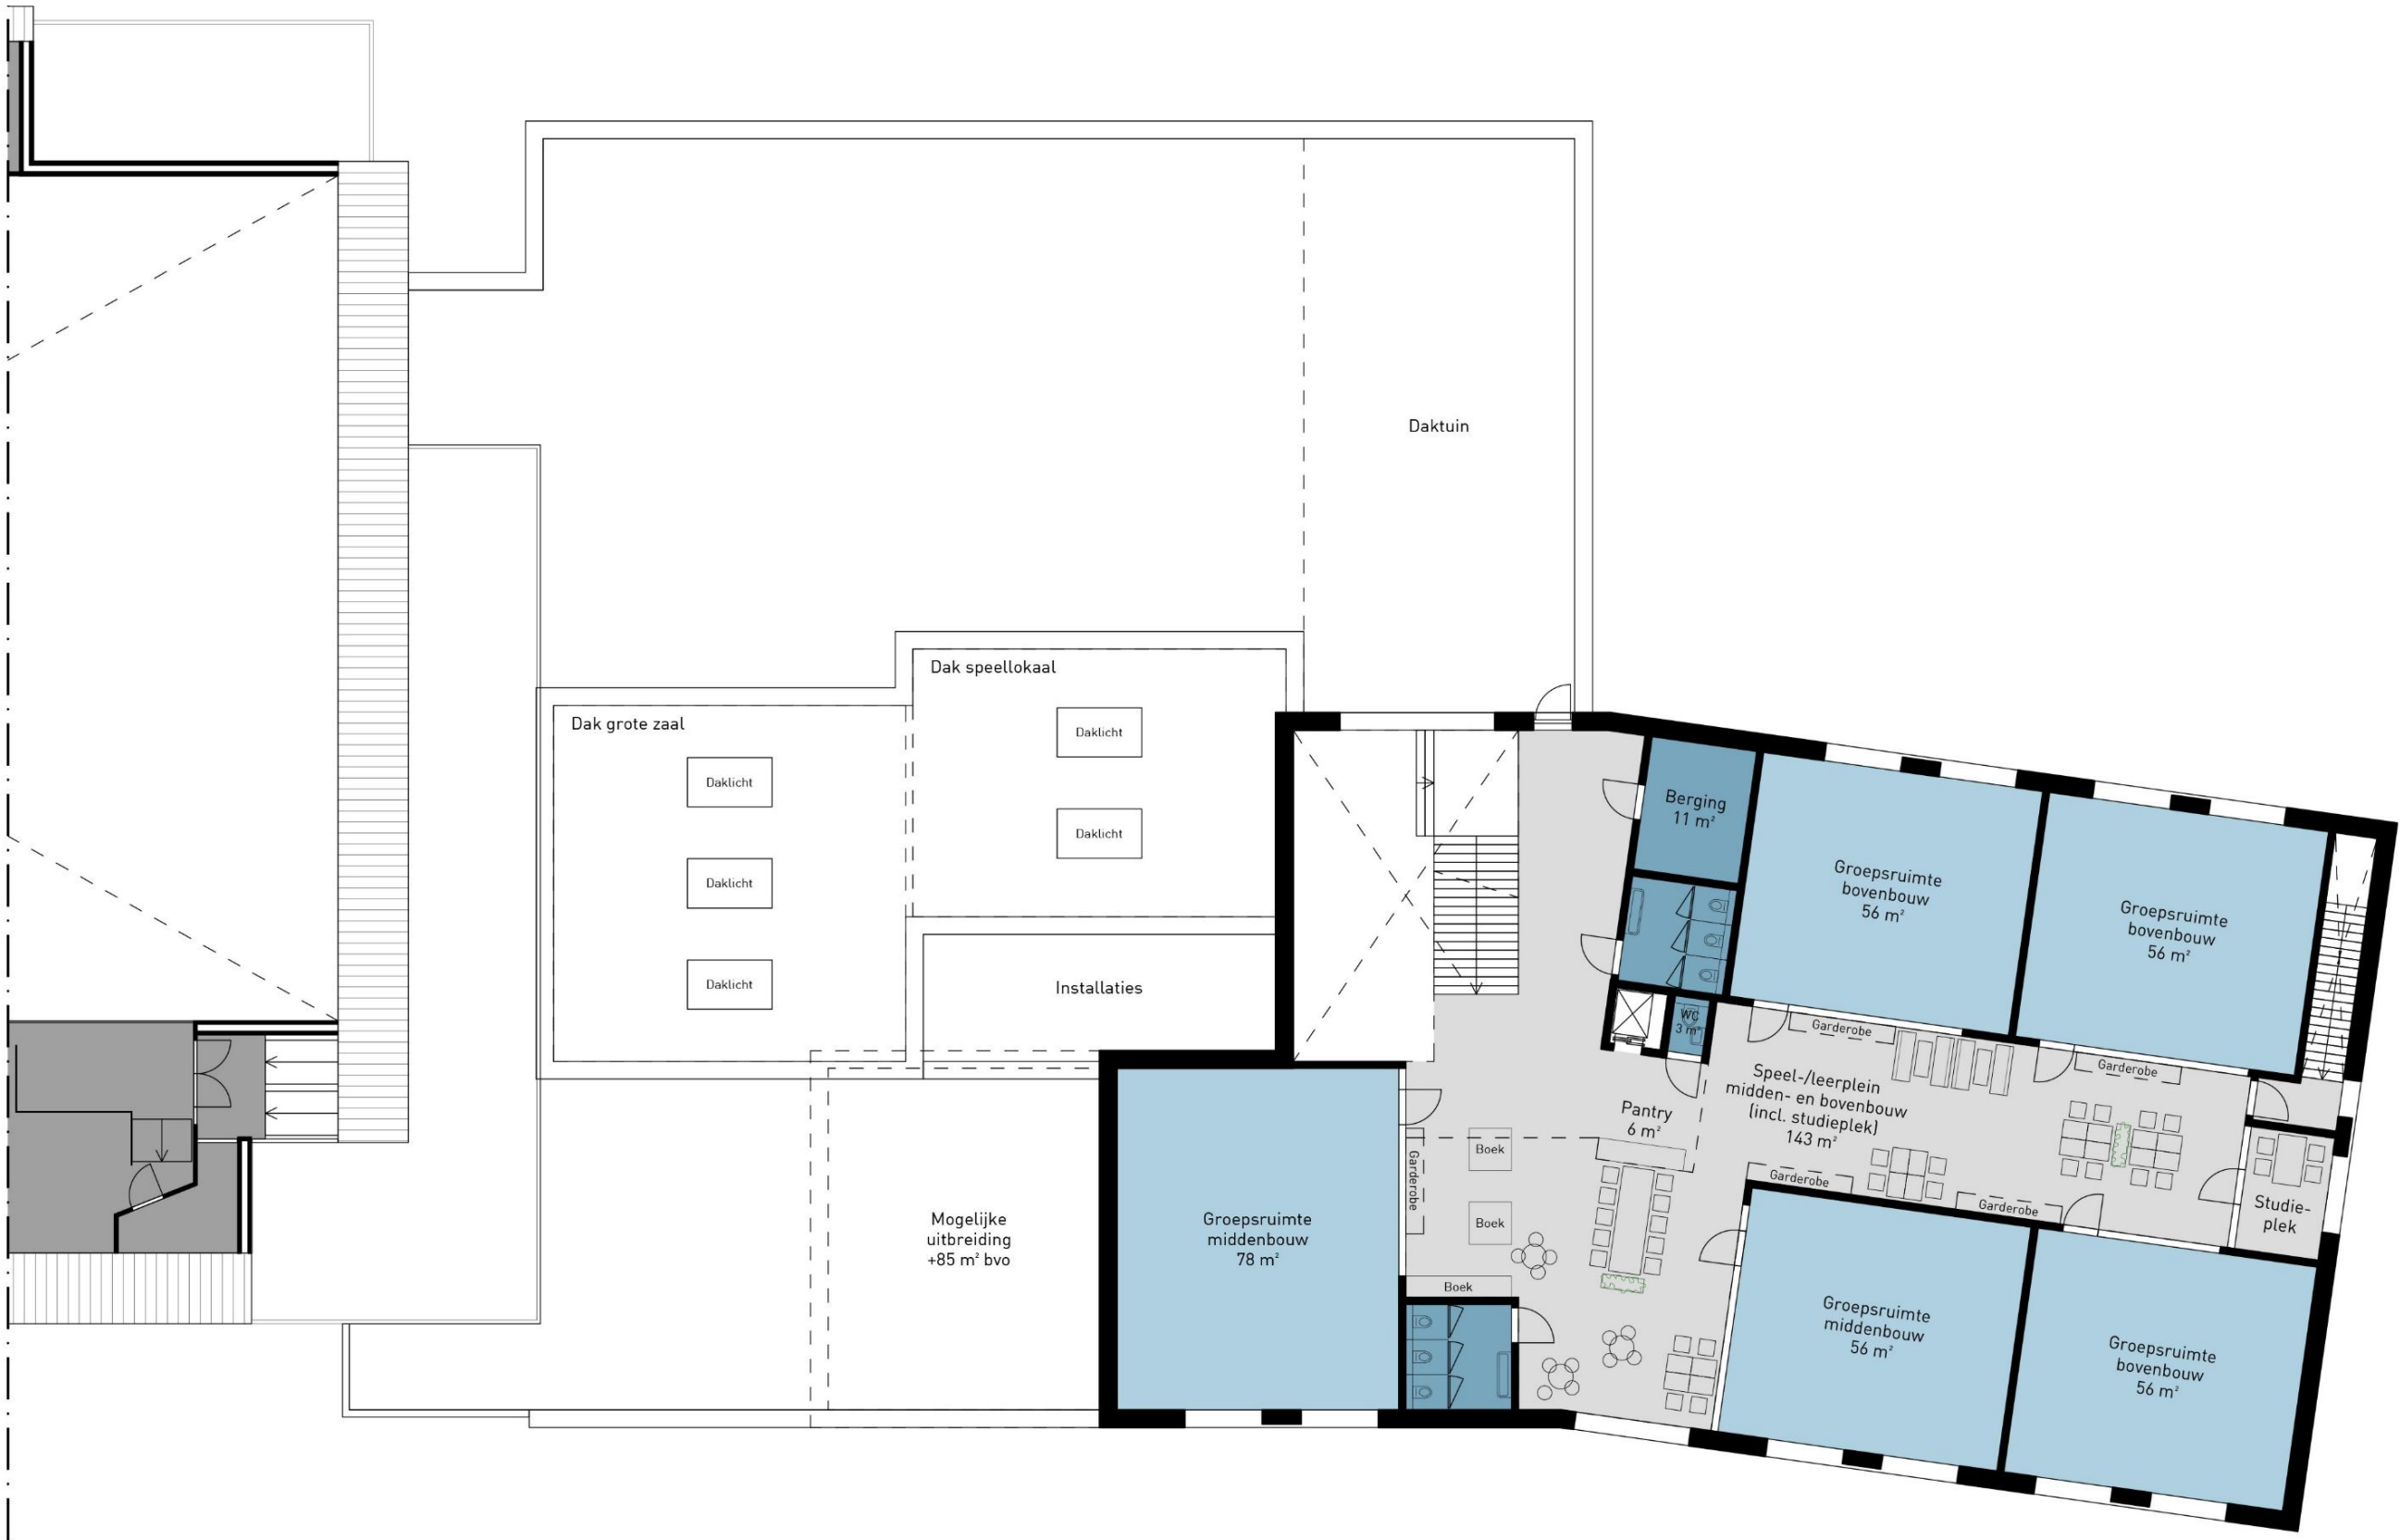 Daktuin
Dak speellokaal
Dak grote zaal
Daklicht
Daklicht
Daklicht
Daklicht
Daklicht
Installaties
Mogelijke
uitbreiding
+85 m² bvo
Berging
11 m²
Groepsruimte
bovenbouw
56 m²
Groepsruimte
bovenbouw
56 m²
WC
3 m²
Garderobe
Garderobe
Speel-/leerplein
midden- en bovenbouw
(incl. studieplek)
143 m²
Pantry
6 m²
Boek
Boek
Boek
Garderobe
Garderobe
Garderobe
Studie-
plek
Groepsruimte
middenbouw
78 m²
Groepsruimte
middenbouw
56 m²
Groepsruimte
bovenbouw
56 m²